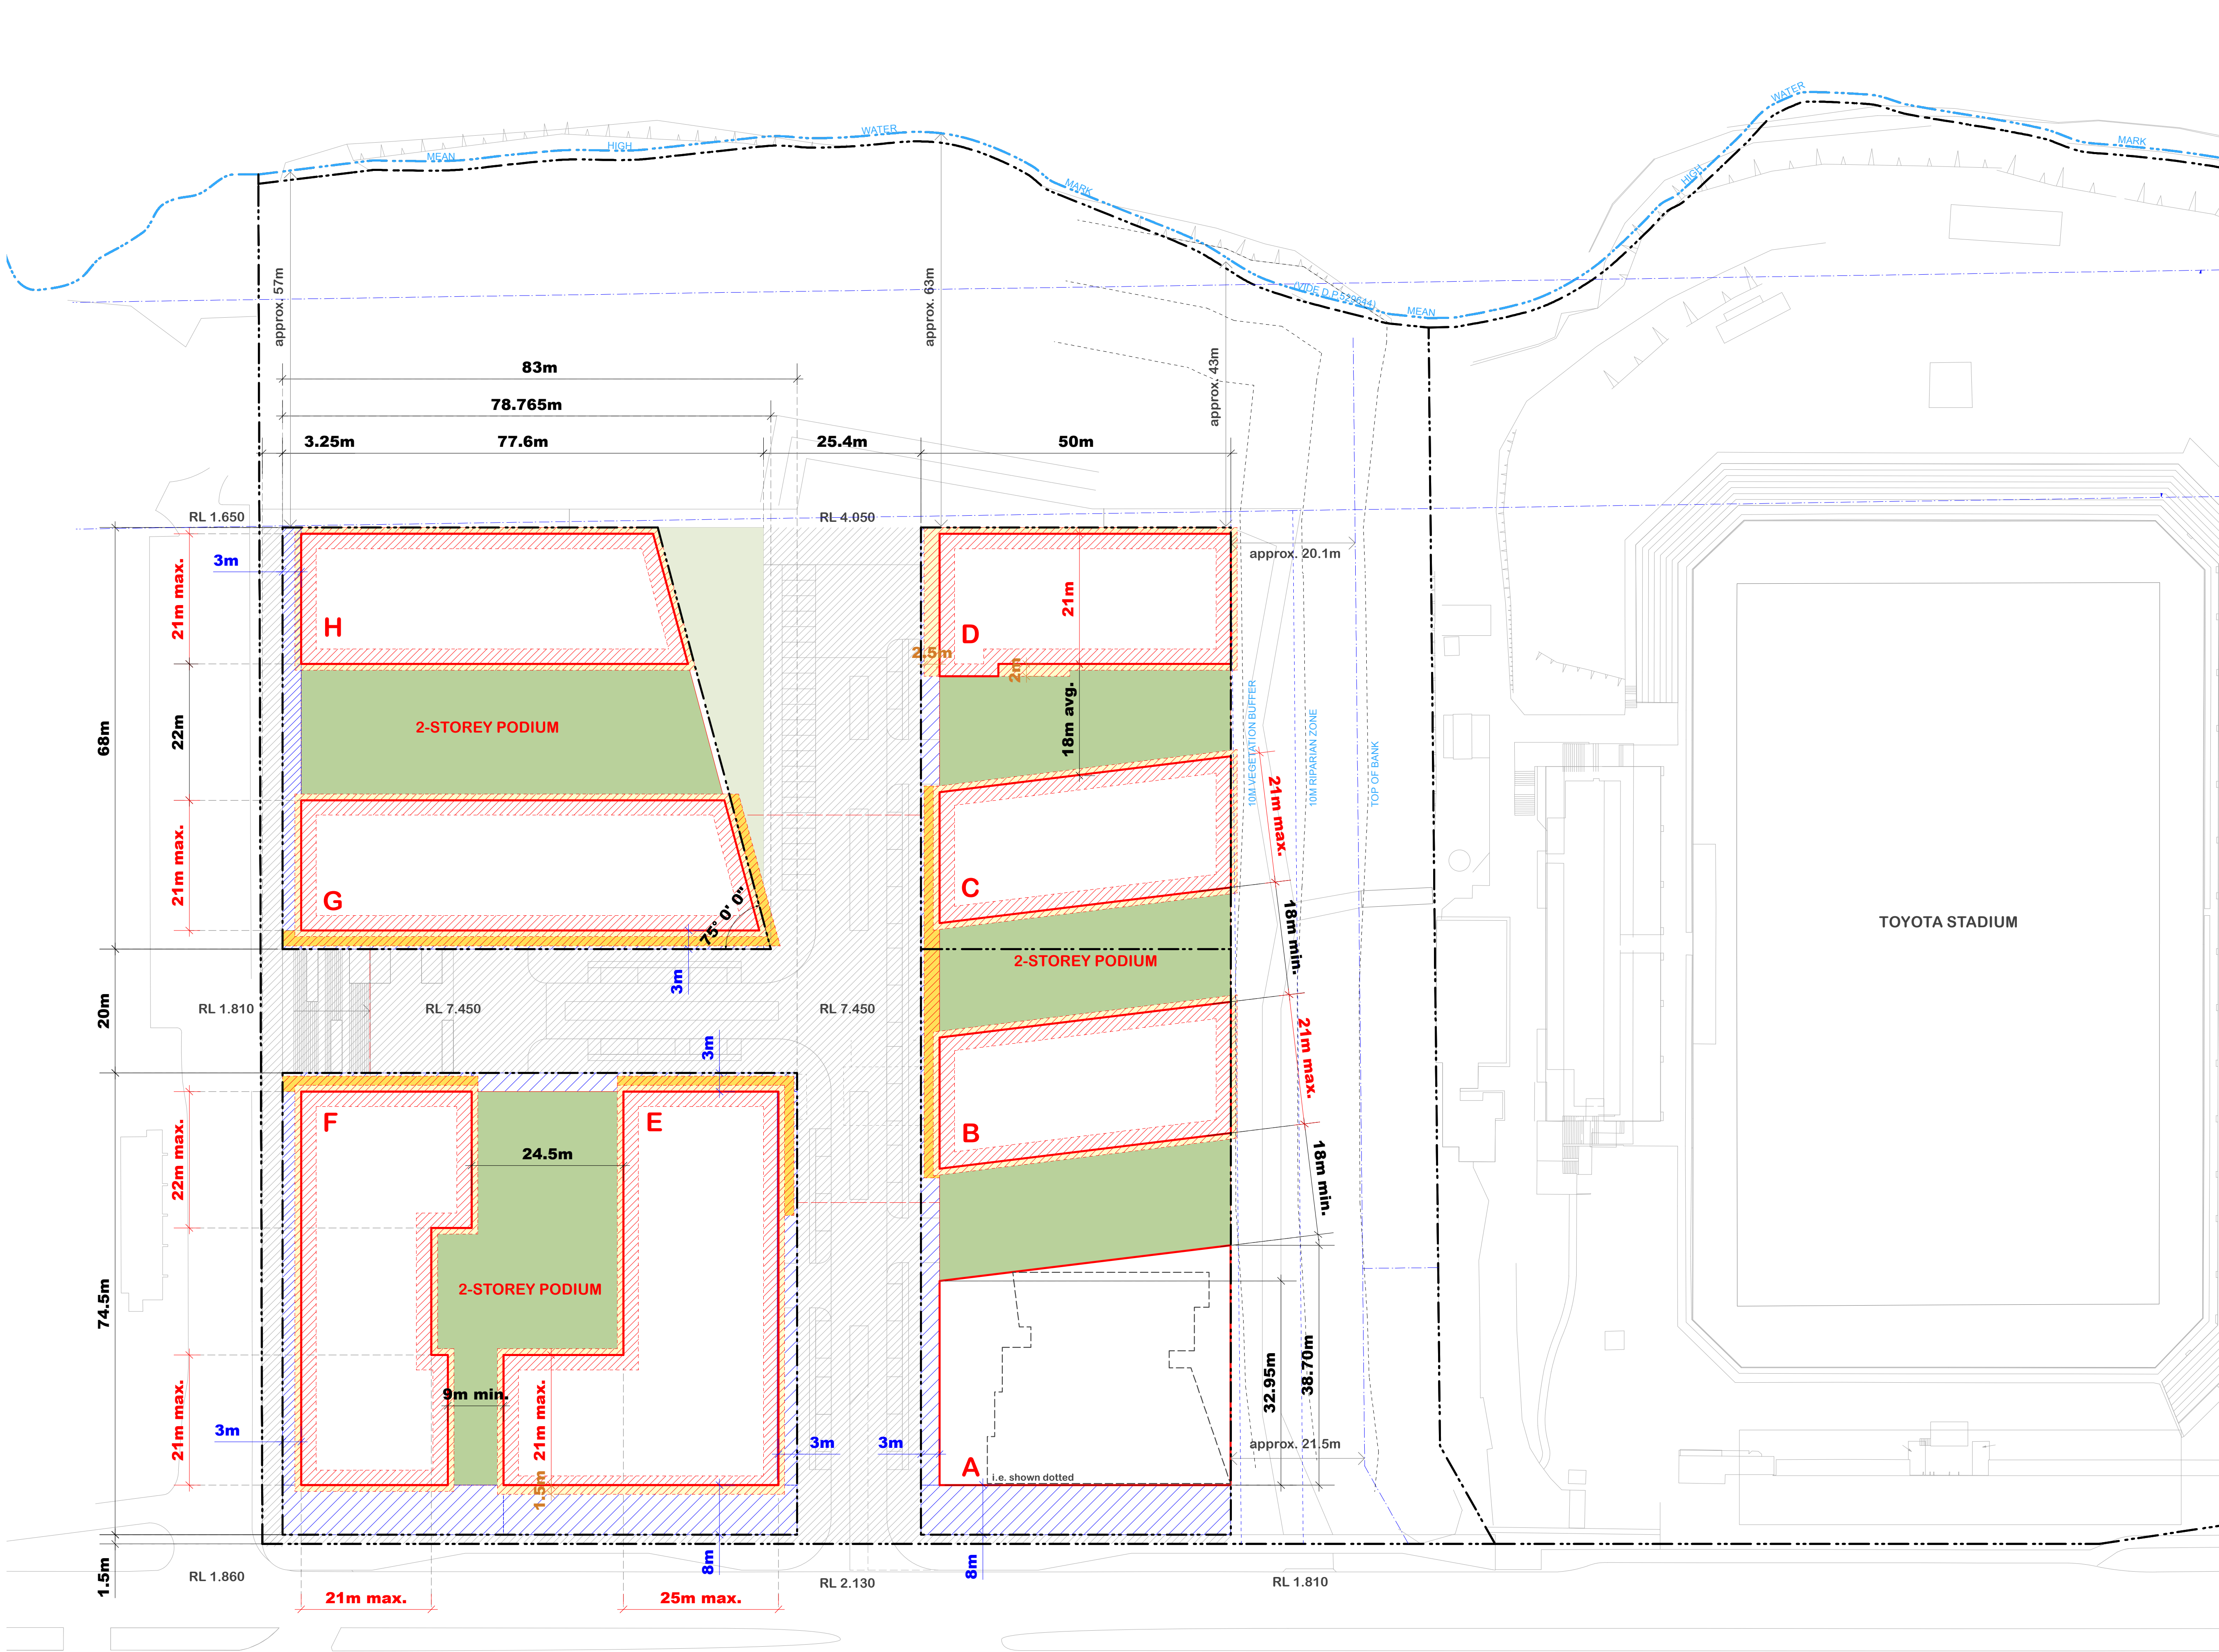 WATER
WATER
HIGH
MEAN
MARK
MARK
HIGH
(VIDE D.P.529644)
MEAN
approx. 57m
approx. 63m
approx. 43m
83m
78.765m
3.25m
77.6m
25.4m
50m
RL 1.650
RL 4.050
3m
approx. 20.1m
21m max.
21m
H
D
2.5m
2m
2-STOREY PODIUM
68m
22m
18m avg.
10M VEGETATION BUFFER
10M RIPARIAN ZONE
TOP OF BANK
21m max.
21m max.
G
C
75° 0' 0"
18m min.
TOYOTA STADIUM
2-STOREY PODIUM
3m
20m
RL 1.810
RL 7.450
RL 7.450
3m
21m max.
F
E
B
24.5m
22m max.
18m min.
2-STOREY PODIUM
74.5m
32.95m
38.70m
9m min.
21m max.
21m max.
3m
3m
3m
approx. 21.5m
A
i.e. shown dotted
1.5m
8m
8m
1.5m
RL 1.860
RL 2.130
RL 1.810
21m max.
25m max.